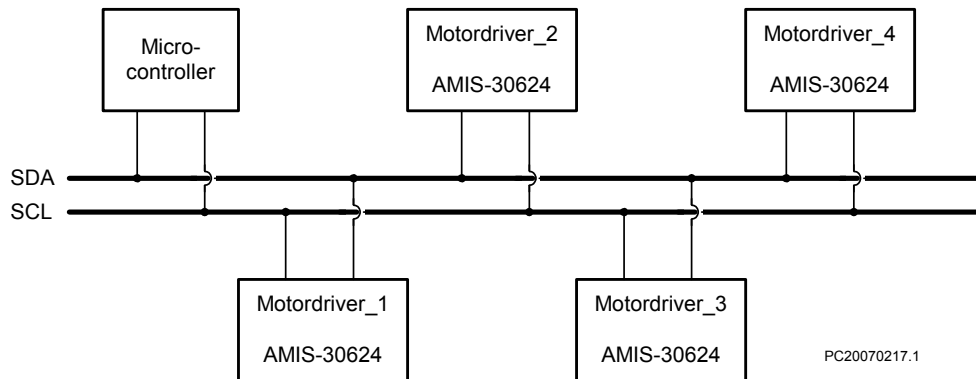 Micro-
controller
Motordriver_2
AMIS-30624
Motordriver_4
AMIS-30624
SDA
SCL
Motordriver_1
AMIS-30624
Motordriver_3
AMIS-30624
PC20070217.1